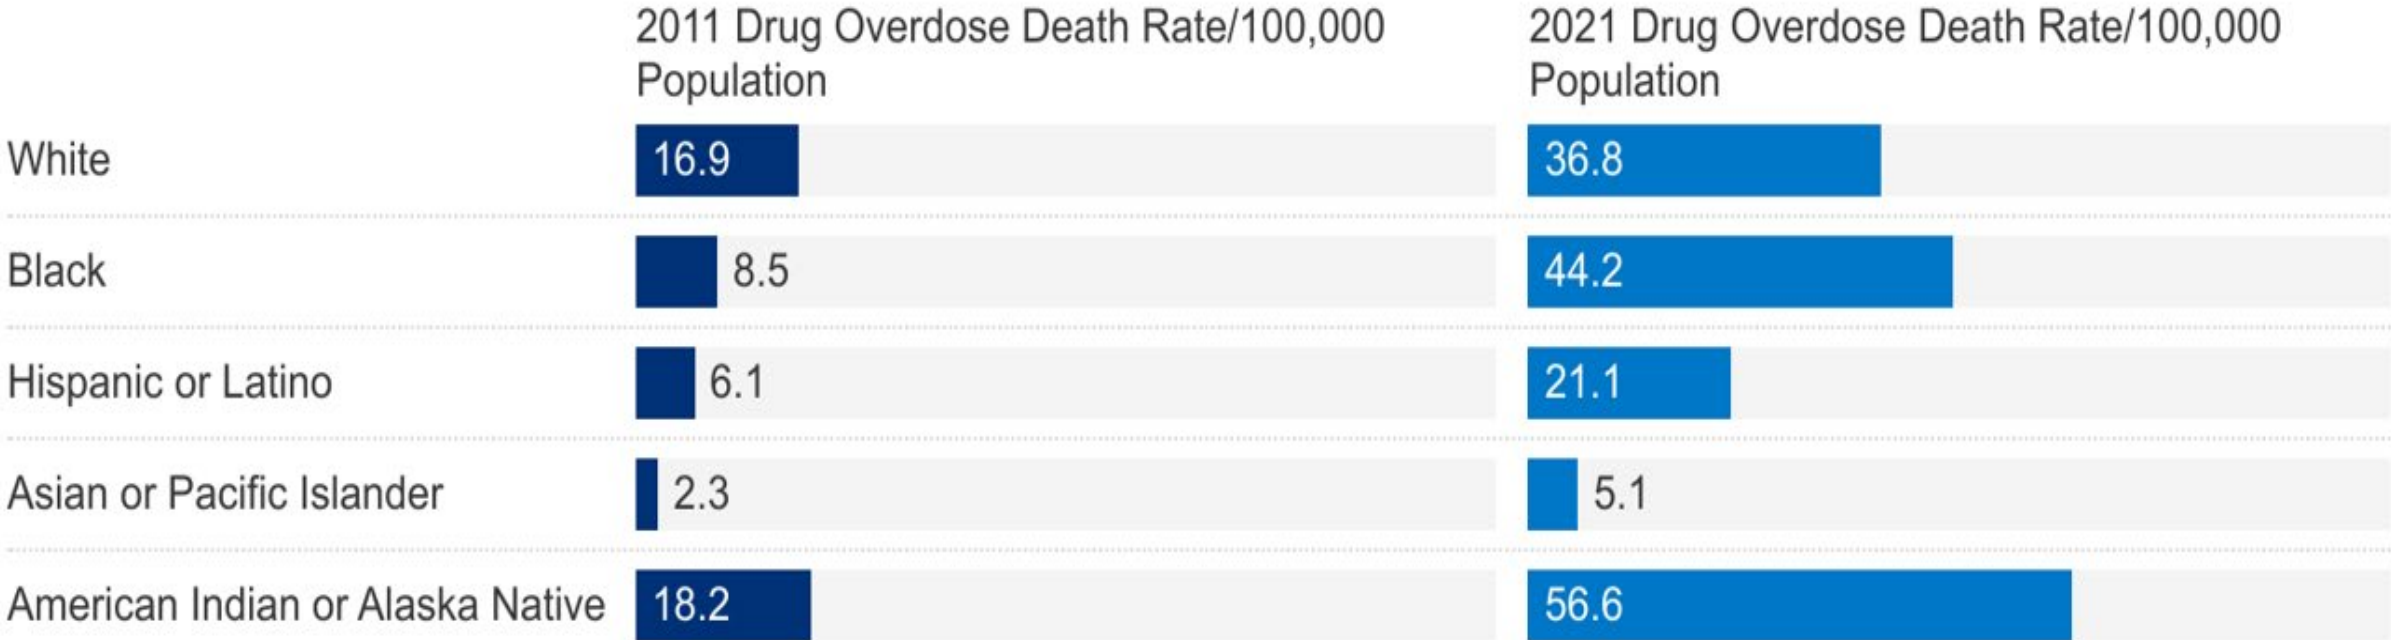 2011 Drug Overdose Death Rate/100,000
Population
2021 Drug Overdose Death Rate/100,000
Population
White 16.9 36.8
Black 8.5 44.2
Hispanic or Latino 6.1 21.1
Asian or Pacific Islander 2.3 5.1
American Indian or Alaska Native 18.2 56.6